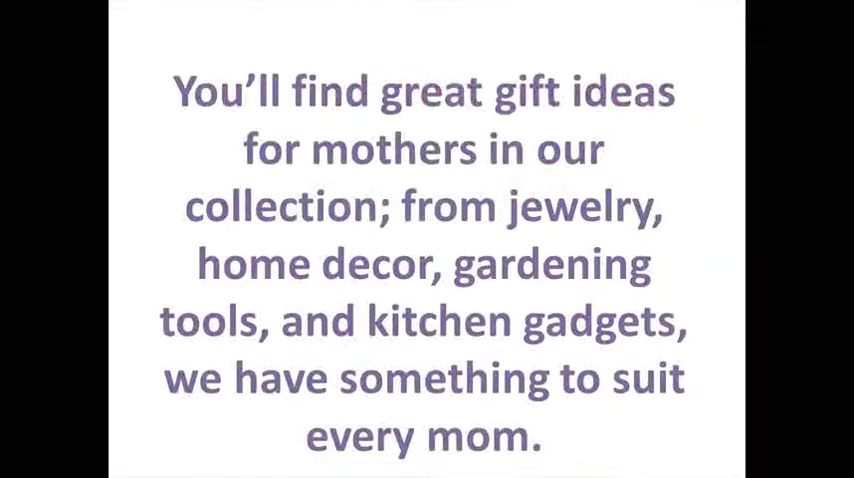 You’ll find great gift ideas
for mothers in our
collection; from jewelry,
home decor, gardening
tools, and kitchen gadgets,
we have something to suit
every mom.